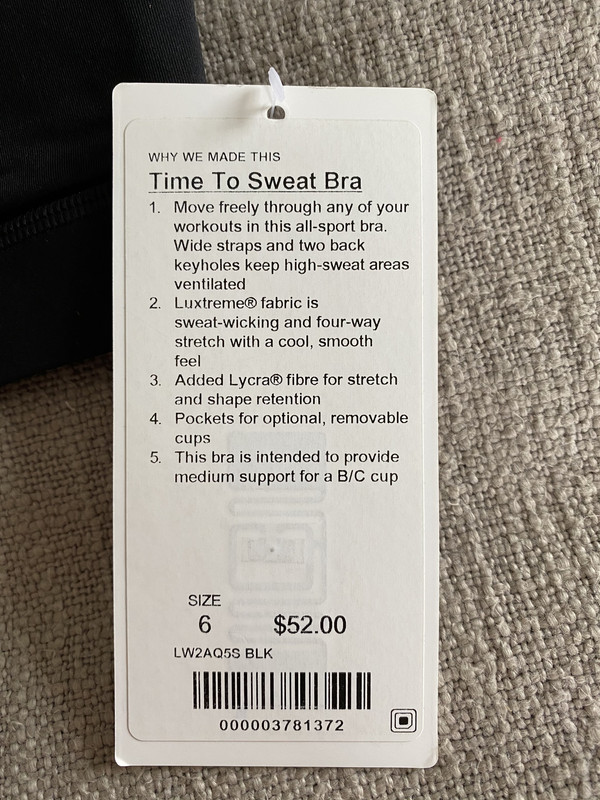 WHY WE MADE THIS
Time To Sweat Bra
1. Move freely through any of your
workouts in this all-sport bra.
Wide straps and two back
keyholes keep high-sweat areas
ventilated
2. Luxtreme® fabric is
sweat-wicking and four-way
stretch with a cool, smooth
feel
3. Added Lycra® fibre for stretch
and shape retention
4. Pockets for optional, removable
cups
5. This bra is intended to provide
medium support for a B/C cup
SIZE
6 $52.00
LW2AQ5S BLK
000003781372